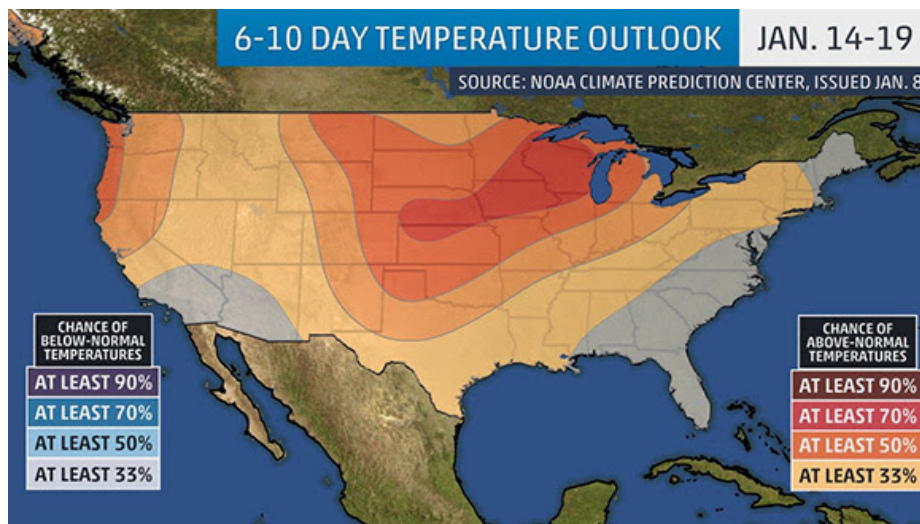 6-10 DAY TEMPERATURE OUTLOOK
JAN. 14-19
SOURCE: NOAA CLIMATE PREDICTION CENTER, ISSUED JAN. 8
CHANCE OF
BELOW-NORMAL
TEMPERATURES
AT LEAST 90%
AT LEAST 70%
AT LEAST 50%
AT LEAST 33%
CHANCE OF
ABOVE-NORMAL
TEMPERATURES
AT LEAST 90%
AT LEAST 70%
AT LEAST 50%
AT LEAST 33%